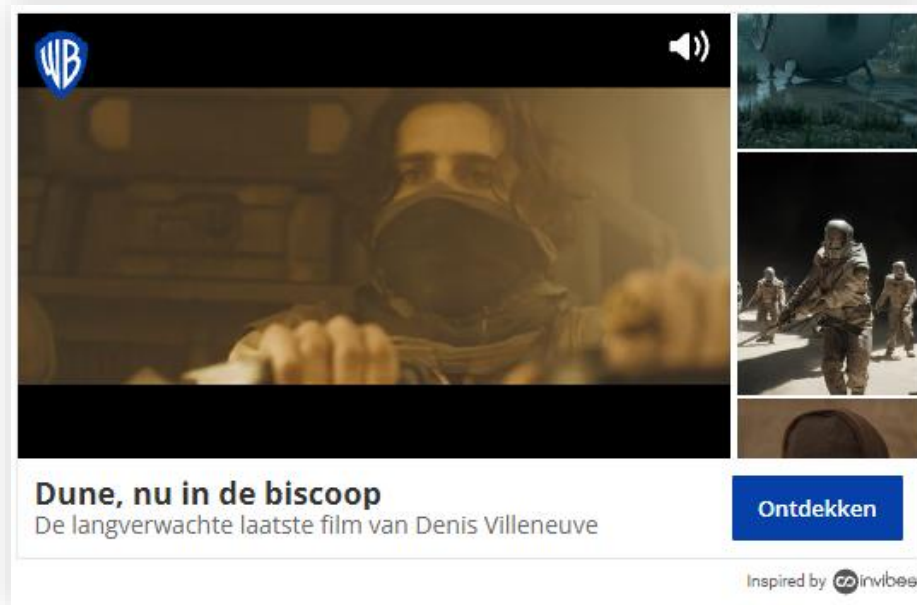 WB
Dune, nu in de biscoop
De langverwachte laatste film van Denis Villeneuve
Ontdekken
Inspired by invibes